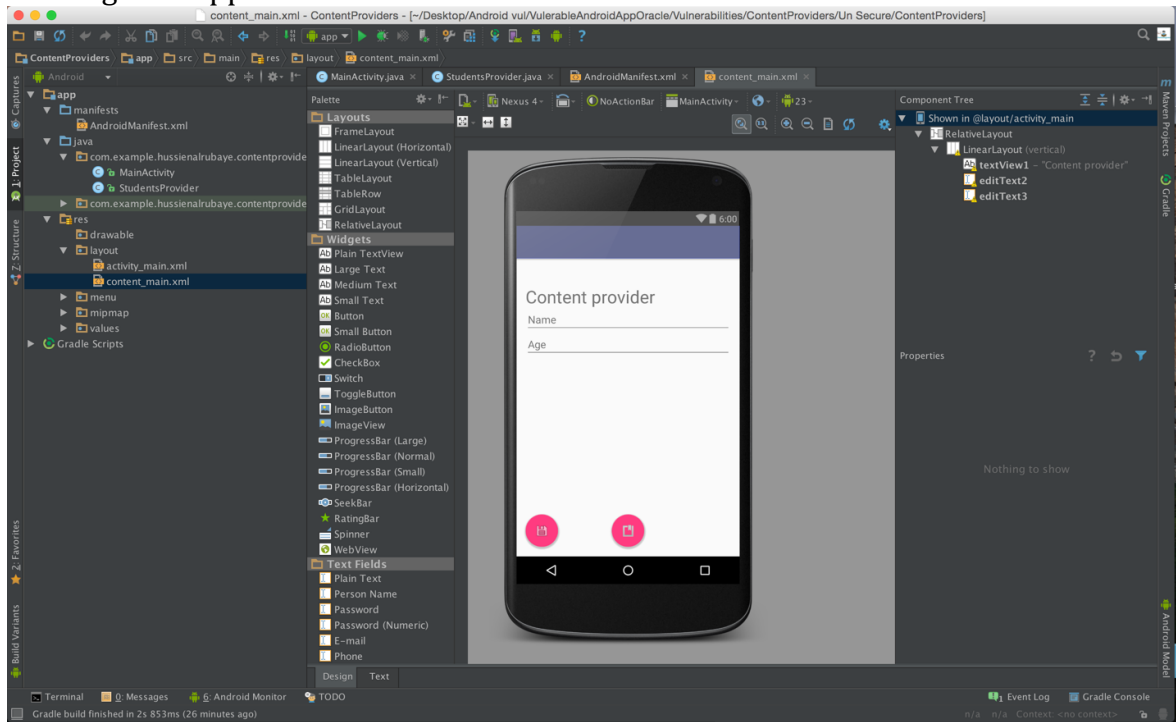 content_main.xml - ContentProviders - [~/Desktop/Android vul/VulerableAndroidAppOracle/Vulnerabilities/ContentProviders/Un Secure/ContentProviders]
app
ContentProviders app src main res layout content_main.xml
Android
MainActivity.java StudentsProvider.java AndroidManifest.xml content_main.xml
app
manifests
AndroidManifest.xml
java
com.example.hussienalrubaye.contentprovide
MainActivity
StudentsProvider
com.example.hussienalrubaye.contentprovide
res
drawable
layout
activity_main.xml
content_main.xml
menu
mipmap
values
Gradle Scripts
Captures
1: Project
Z: Structure
2: Favorites
Build Variants
Palette
Layouts
FrameLayout
LinearLayout (Horizontal)
LinearLayout (Vertical)
TableLayout
TableRow
GridLayout
RelativeLayout
Widgets
Plain TextView
Large Text
Medium Text
Small Text
Button
Small Button
RadioButton
CheckBox
Switch
ToggleButton
ImageButton
ImageView
ProgressBar (Large)
ProgressBar (Normal)
ProgressBar (Small)
ProgressBar (Horizontal)
SeekBar
RatingBar
Spinner
WebView
Text Fields
Plain Text
Person Name
Password
Password (Numeric)
E-mail
Phone
Nexus 4 NoActionBar MainActivity 23
6:00
Content provider
Name
Age
Design Text
Component Tree
Shown in @layout/activity_main
RelativeLayout
LinearLayout (vertical)
textView1 - "Content provider"
editText2
editText3
Properties
Nothing to show
Maven Projects
Gradle
Android Model
Terminal 0: Messages 6: Android Monitor TODO
Event Log Gradle Console
Gradle build finished in 2s 853ms (26 minutes ago)
n/a n/a Context: <no context>